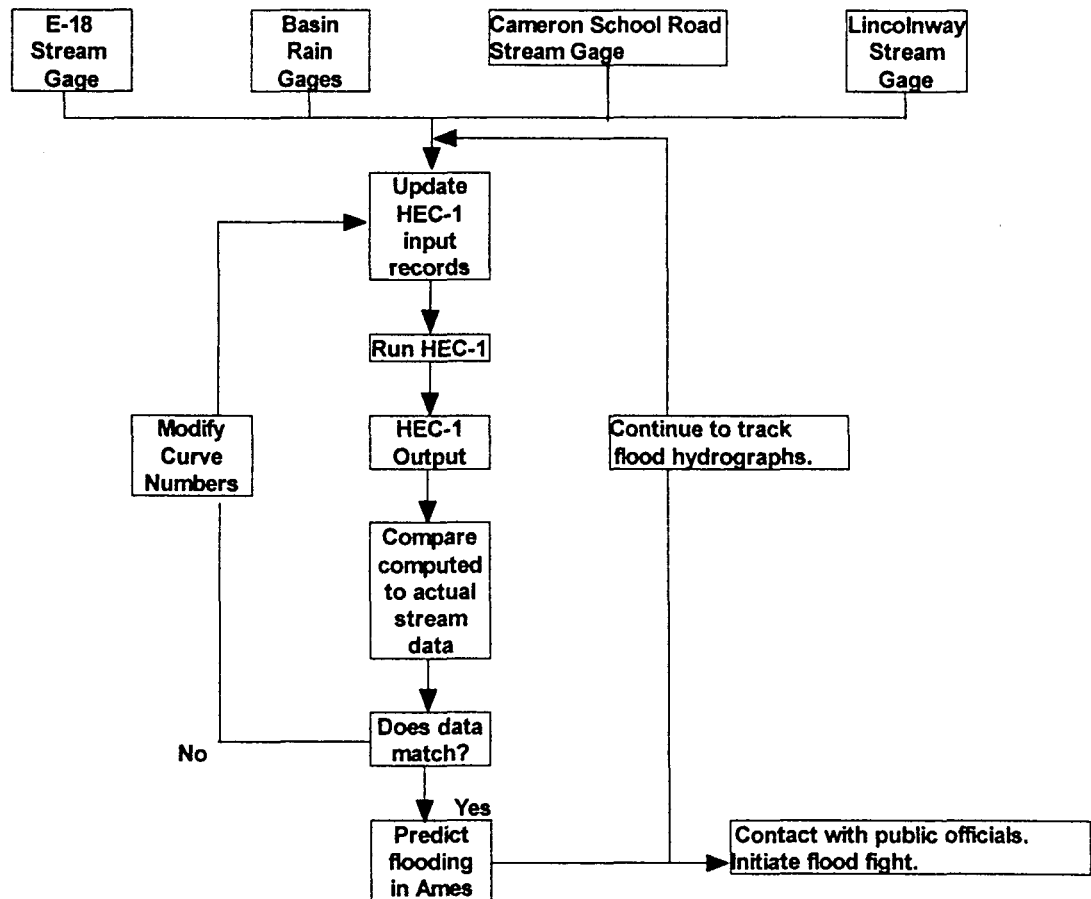 E-18
Stream
Gage
Basin
Rain
Gages
Cameron School Road
Stream Gage
Lincolnway
Stream
Gage
Update
HEC-1
input
records
Run HEC-1
HEC-1
Output
Modify
Curve
Numbers
Continue to track
flood hydrographs.
Compare
computed
to actual
stream
data
Does data
match?
No
Yes
Predict
flooding
in Ames
Contact with public officials.
Initiate flood fight.